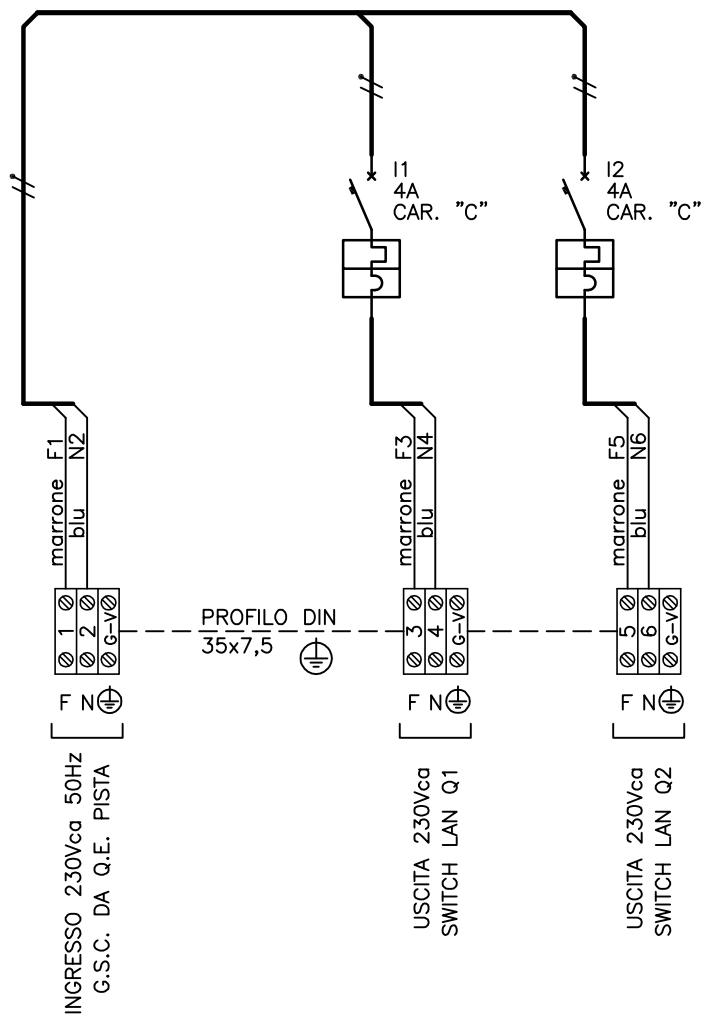 I1
4A
CAR. "C"
I2
4A
CAR. "C"
F1
N2
marrone
blu
F3
N4
marrone
blu
F5
N6
marrone
blu
1
2
G-V
PROFILO DIN
35x7,5
3
4
G-V
5
6
G-V
F N
F N
F N
INGRESSO 230Vca 50Hz
G.S.C. DA Q.E. PISTA
USCITA 230Vca
SWITCH LAN Q1
USCITA 230Vca
SWITCH LAN Q2